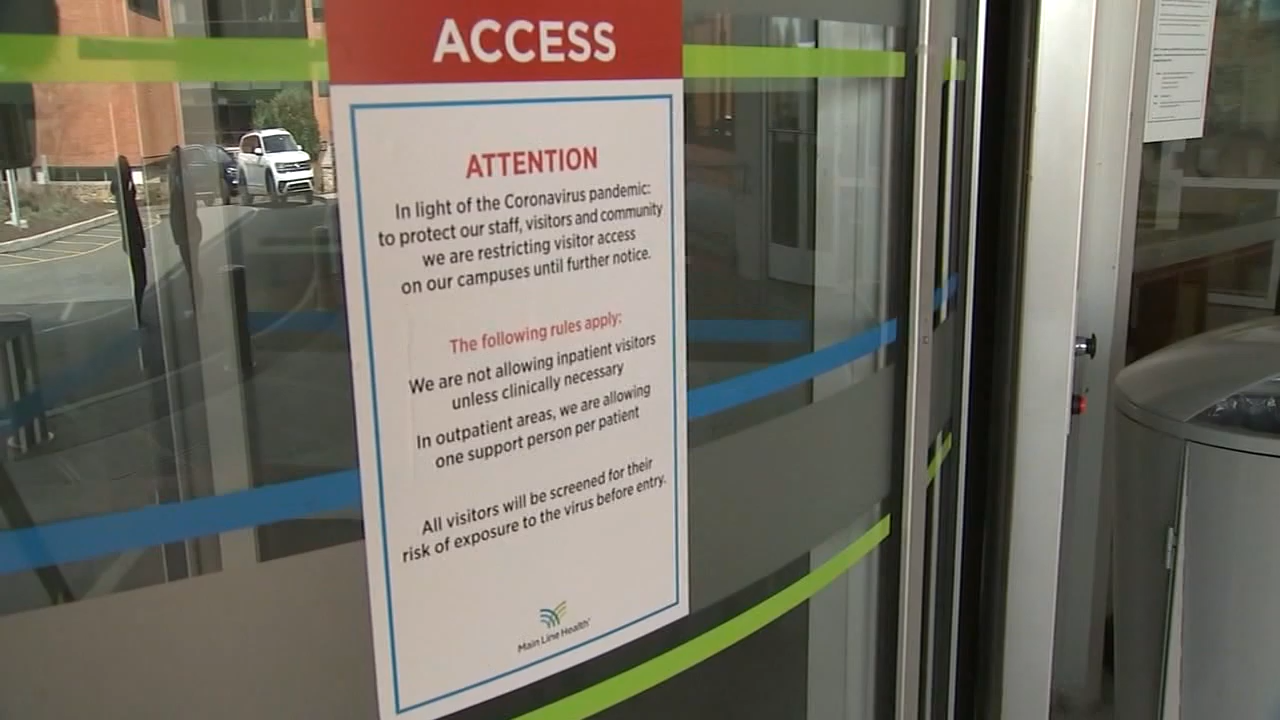 ACCESS
ATTENTION
In light of the Coronavirus pandemic:
to protect our staff, visitors and community
we are restricting visitor access
on our campuses until further notice.
The following rules apply:
We are not allowing inpatient visitors
unless clinically necessary
In outpatient areas, we are allowing
one support person per patient
All visitors will be screened for their
risk of exposure to the virus before entry.
Main Line Health